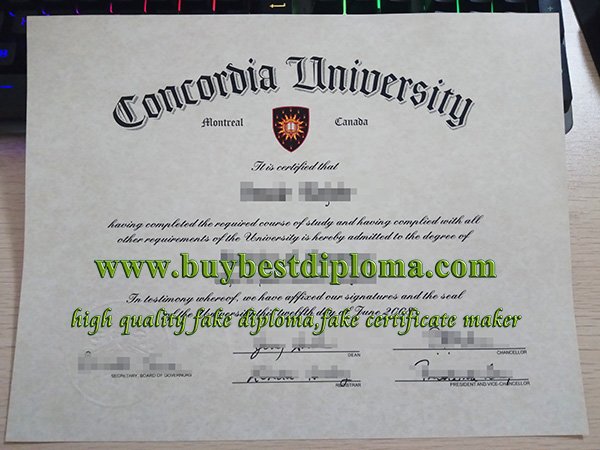 Concordia University
Montreal Canada
It is certified that
having completed the required course of study and having complied with all
other requirements of the University is hereby admitted to the degree of
www.buybestdiploma.com
In testimony whereof, we have affixed our signatures and the seal
high quality fake diploma,fake certificate maker
DEAN
CHANCELLOR
SECRETARY, BOARD OF GOVERNORS
REGISTRAR
PRESIDENT AND VICE-CHANCELLOR